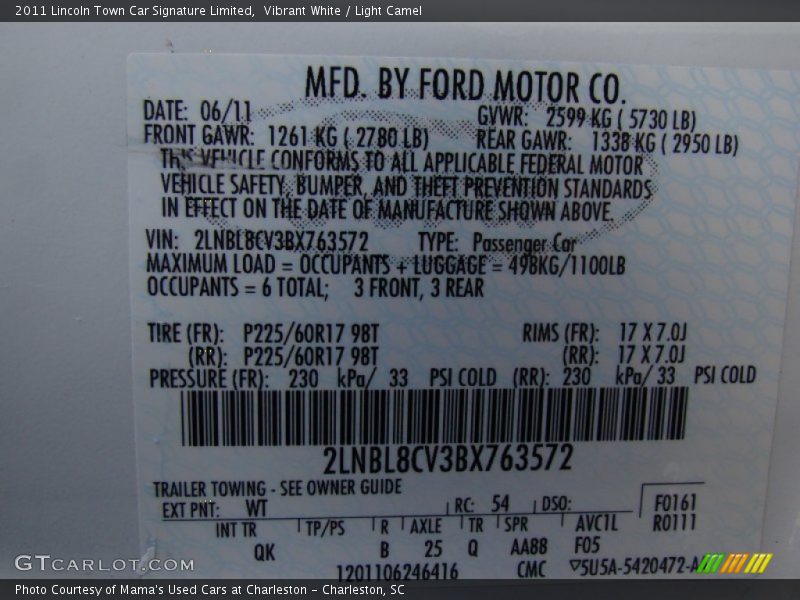 2011 Lincoln Town Car Signature Limited,  Vibrant White / Light Camel
MFD. BY FORD MOTOR CO.
DATE: 06/11 GVWR: 2599 KG ( 5730 LB)
FRONT GAWR: 1261 KG ( 2780 LB) REAR GAWR: 1338 KG ( 2950 LB)
THIS VEHICLE CONFORMS TO ALL APPLICABLE FEDERAL MOTOR
VEHICLE SAFETY, BUMPER, AND THEFT PREVENTION STANDARDS
IN EFFECT ON THE DATE OF MANUFACTURE SHOWN ABOVE.
VIN: 2LNBL8CV3BX763572 TYPE: Passenger Car
MAXIMUM LOAD = OCCUPANTS + LUGGAGE = 498KG/1100LB
OCCUPANTS = 6 TOTAL; 3 FRONT, 3 REAR
TIRE (FR): P225/60R17 98T RIMS (FR): 17 X 7.0J
(RR): P225/60R17 98T (RR): 17 X 7.0J
PRESSURE (FR): 230 kPa/ 33 PSI COLD (RR): 230 kPa/ 33 PSI COLD
2LNBL8CV3BX763572
TRAILER TOWING - SEE OWNER GUIDE
EXT PNT: WT RC: 54 DSO: F0161
INT TR TP/PS R AXLE TR SPR AVC1L R0111
QK B 25 Q AA88 F05
1201106246416 CMC ▽5U5A-5420472-A
GTCARLOT.COM
Photo Courtesy of Mama's Used Cars at Charleston – Charleston, SC